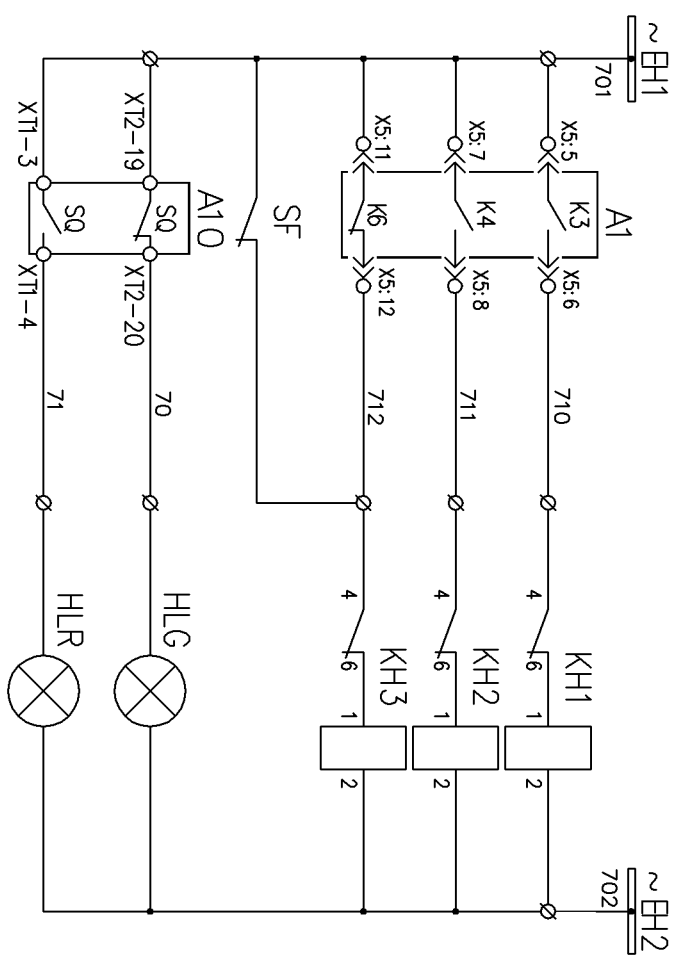 ~ EH1
~ EH2
701
702
A1
X5:5
K3
X5:6
710
4
6
KH1
1
2
X5:7
K4
X5:8
711
4
6
KH2
1
2
X5:11
K6
X5:12
712
4
6
KH3
1
2
SF
A10
XT2-19
SQ
XT2-20
70
HLG
XT1-3
SQ
XT1-4
71
HLR